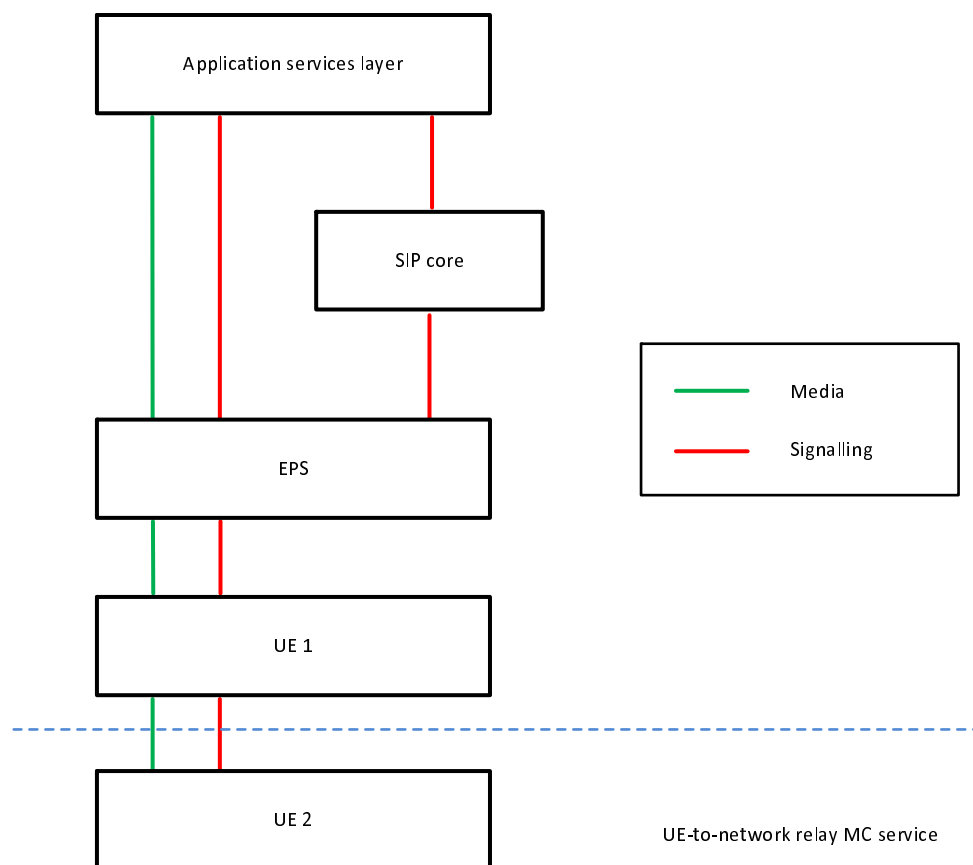 Application services layer
SIP core
Media
EPS
Signalling
UE 1
UE 2
UE-to-network relay MC service